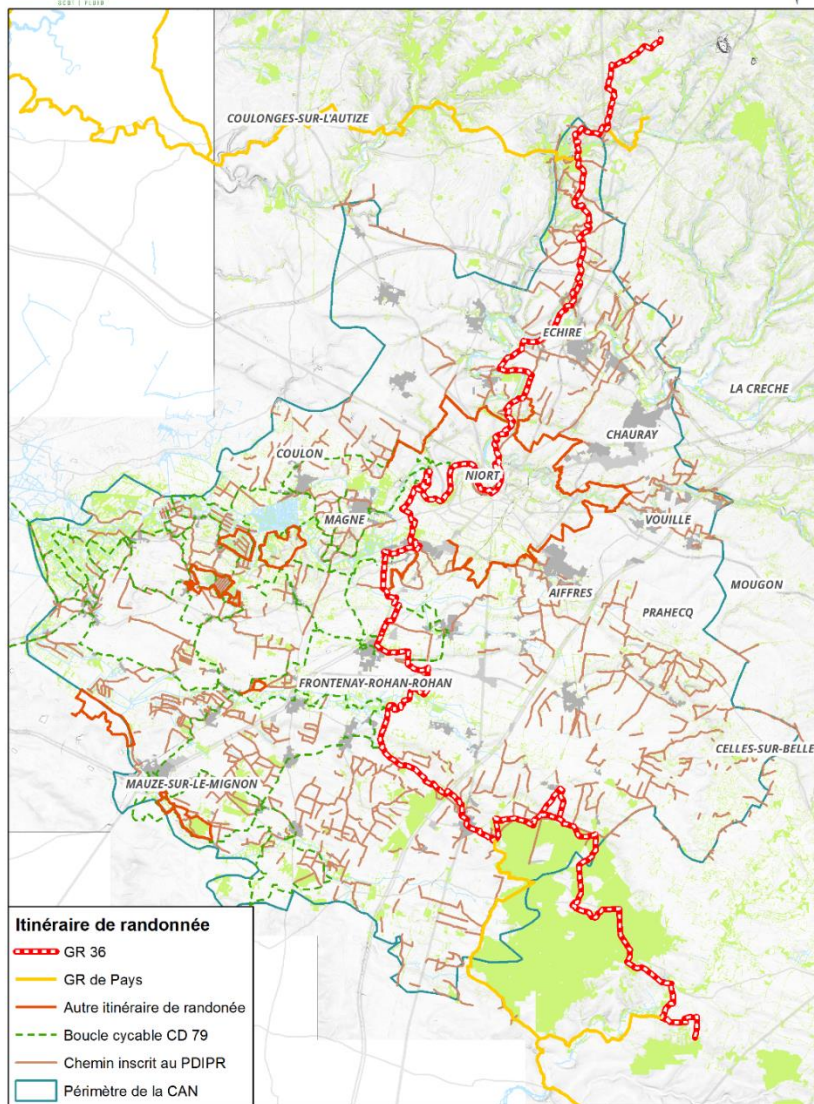 COULONGES-SUR-L'AUTIZE
ECHIRE
LA CRECHE
CHAURAY
COULON
NIORT
MAGNE
VOUILLE
AIFFRES
MOUGON
PRAHECQ
FRONTENAY-ROHAN-ROHAN
CELLES-SUR-BELLE
MAUZE-SUR-LE-MIGNON
Itinéraire de randonnée
GR 36
GR de Pays
Autre itinéraire de randonée
Boucle cycable CD 79
Chemin inscrit au PDIPR
Périmètre de la CAN